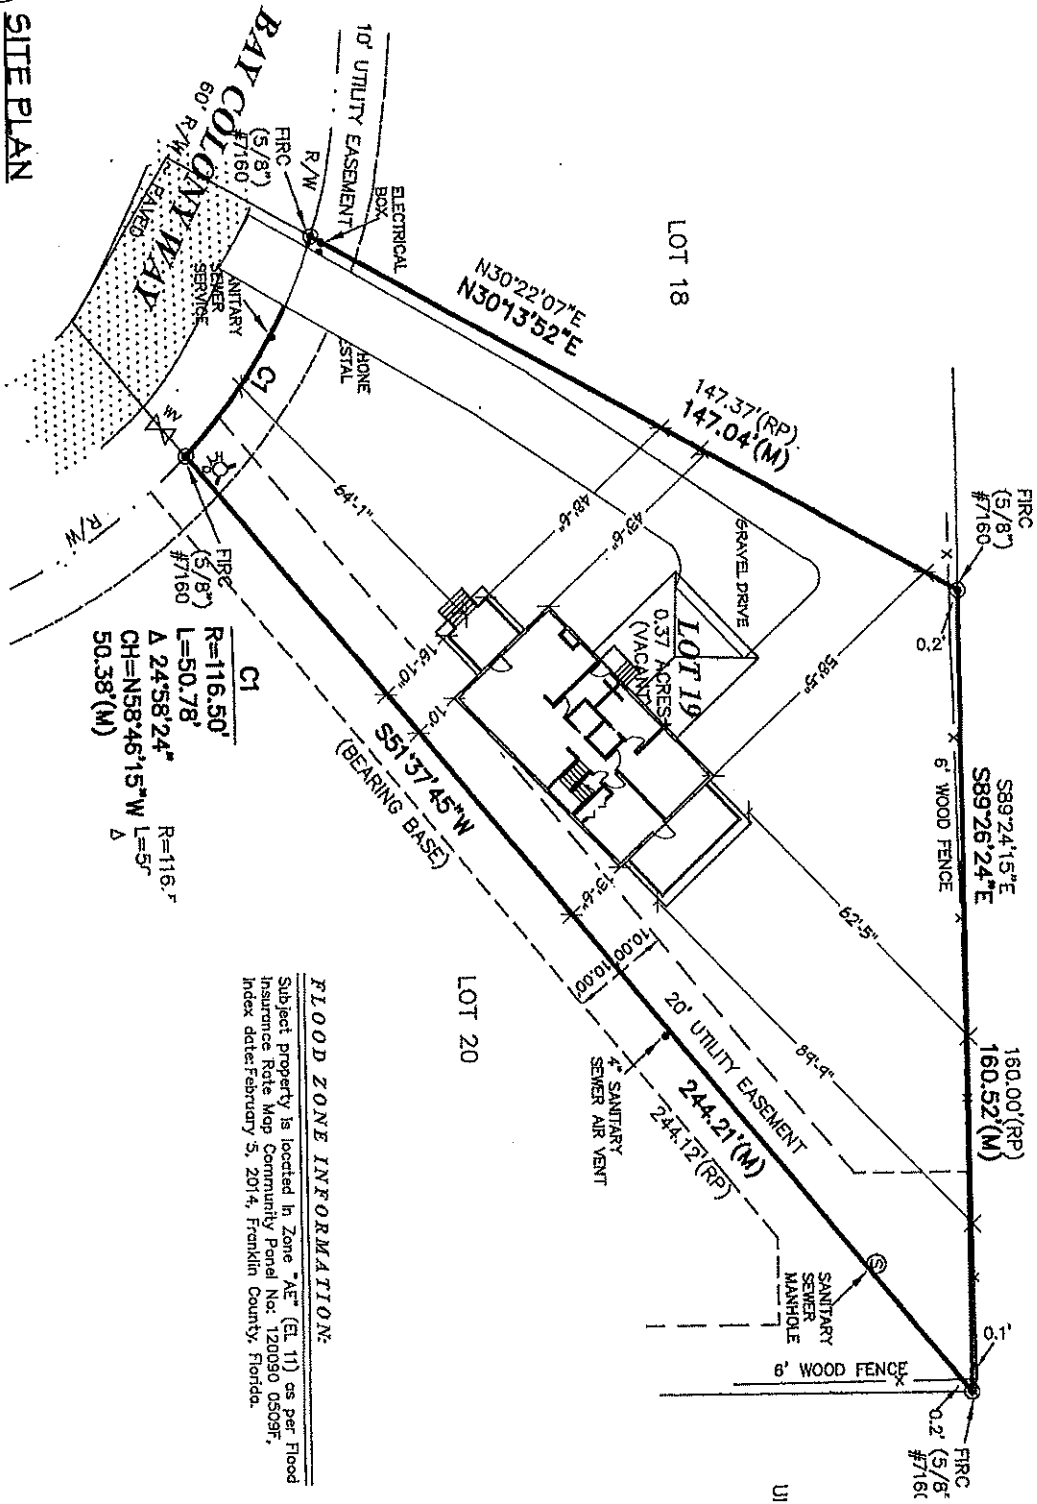 SITE PLAN
BAY COLONY WAY
60' R/W
PAVED
10' UTILITY EASEMENT
R/W
FIRC
(5/8")
#7160
ELECTRICAL
BOX
SEWER
SERVICE
C1
WV
R/W
LOT 18
N30°22'07"E
N30°13'52"E
147.37'(RP)
147.04'(M)
FIRC
(5/8")
#7160
0.2'
GRAVEL DRIVE
LOT 19
0.37 ACRES
(VACANT)
64'-1"
48'-6"
43'-6"
58'-5"
16'-10"
10'
13'-6"
62'-5"
89'-9"
S89°24'15"E
S89°26'24"E
6' WOOD FENCE
160.00'(RP)
160.52'(M)
S51°37'45"W
(BEARING BASE)
10.00'
10.00'
20' UTILITY EASEMENT
244.21'(M)
244.12'(RP)
4" SANITARY
SEWER AIR VENT
LOT 20
S
SANITARY
SEWER
MANHOLE
6' WOOD FENCE
0.1'
0.2'
FIRC
(5/8"
#716
FIRC
(5/8")
#7160
C1
R=116.50'
L=50.78'
Δ 24°58'24"
CH=N58°46'15"W
50.38'(M)
R=116.
L=5
Δ
FLOOD ZONE INFORMATION:
Subject property is located in Zone "AE" (EL 11) as per Flood
Insurance Rate Map Community Panel No: 120090 0509F,
index date: February 5, 2014, Franklin County, Florida.